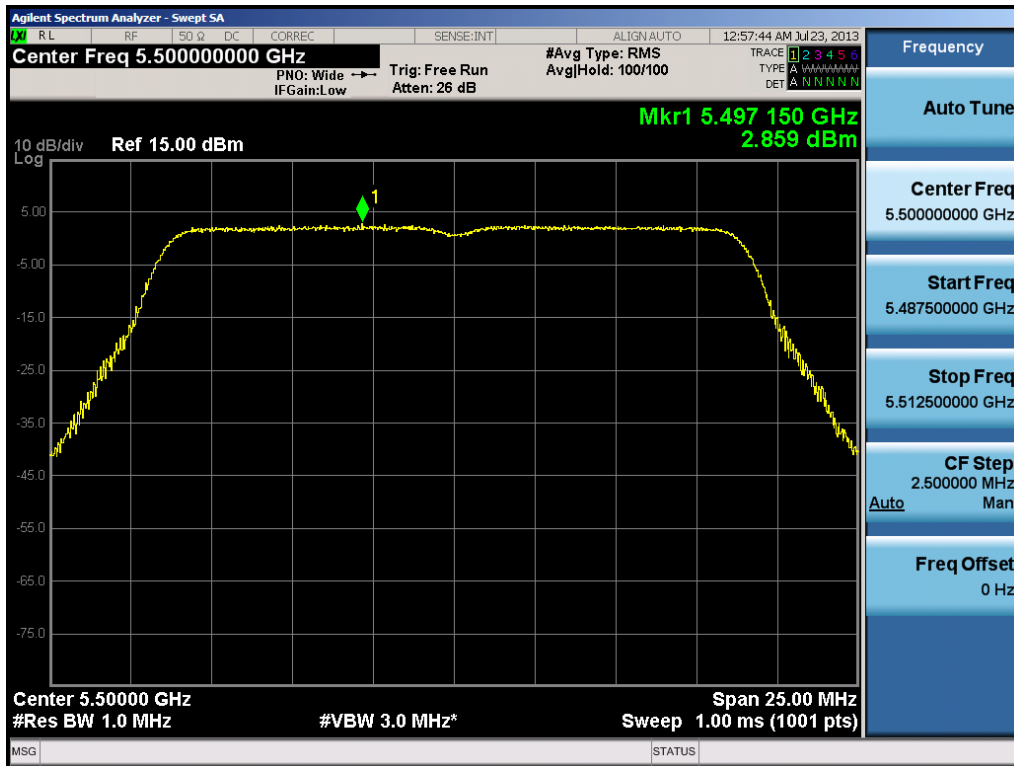 Agilent Spectrum Analyzer - Swept SA
LXI RL RF 50 Ω DC CORREC SENSE:INT ALIGN AUTO 12:57:44 AM Jul 23, 2013
Center Freq 5.500000000 GHz
PNO: Wide
IFGain:Low
Trig: Free Run
Atten: 26 dB
#Avg Type: RMS
Avg|Hold: 100/100
TRACE 1 2 3 4 5 6
TYPE A WWWWW
DET A N N N N N
Mkr1 5.497 150 GHz
2.859 dBm
10 dB/div Ref 15.00 dBm
Log
1
5.00
-5.00
-15.0
-25.0
-35.0
-45.0
-55.0
-65.0
-75.0
Center 5.50000 GHz Span 25.00 MHz
#Res BW 1.0 MHz #VBW 3.0 MHz* Sweep 1.00 ms (1001 pts)
MSG STATUS
Frequency
Auto Tune
Center Freq
5.500000000 GHz
Start Freq
5.487500000 GHz
Stop Freq
5.512500000 GHz
CF Step
2.500000 MHz
Auto Man
Freq Offset
0 Hz